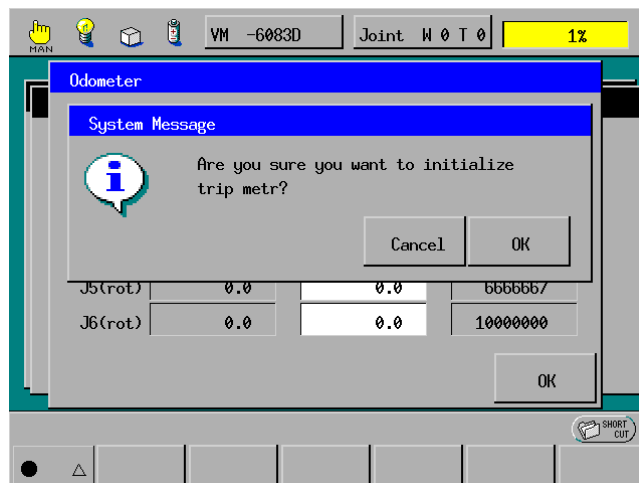 MAN
VM -6083D
Joint W 0 T 0
1%
Odometer
System Message
Are you sure you want to initialize
trip metr?
Cancel
OK
J5(rot) 0.0 0.0 6666667
J6(rot) 0.0 0.0 10000000
OK
SHORT
CUT